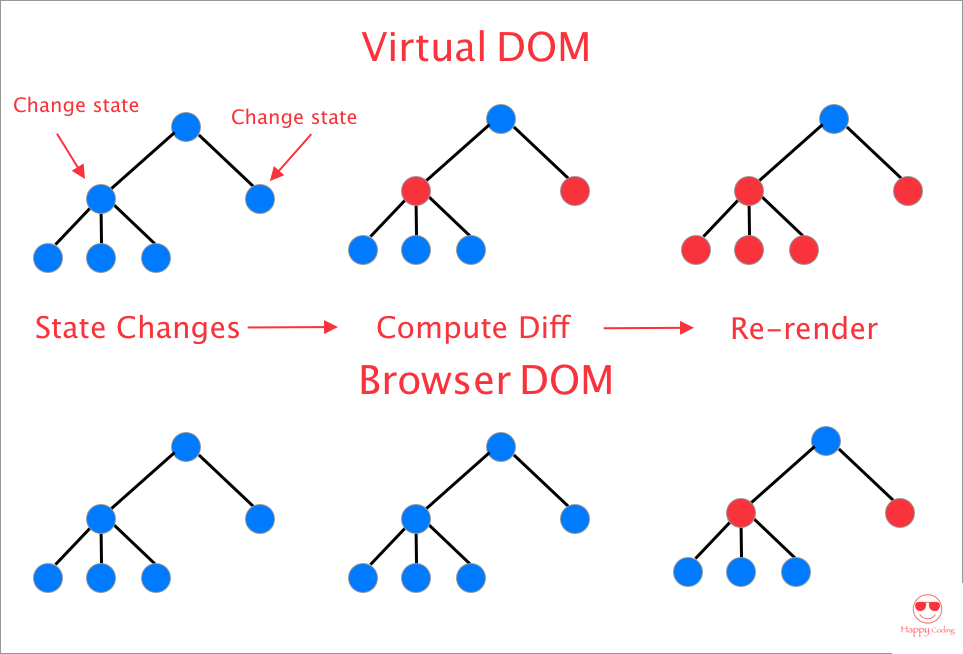 Virtual DOM
Change state
Change state
State Changes
Compute Diff
Re-render
Browser DOM
Happy Coding